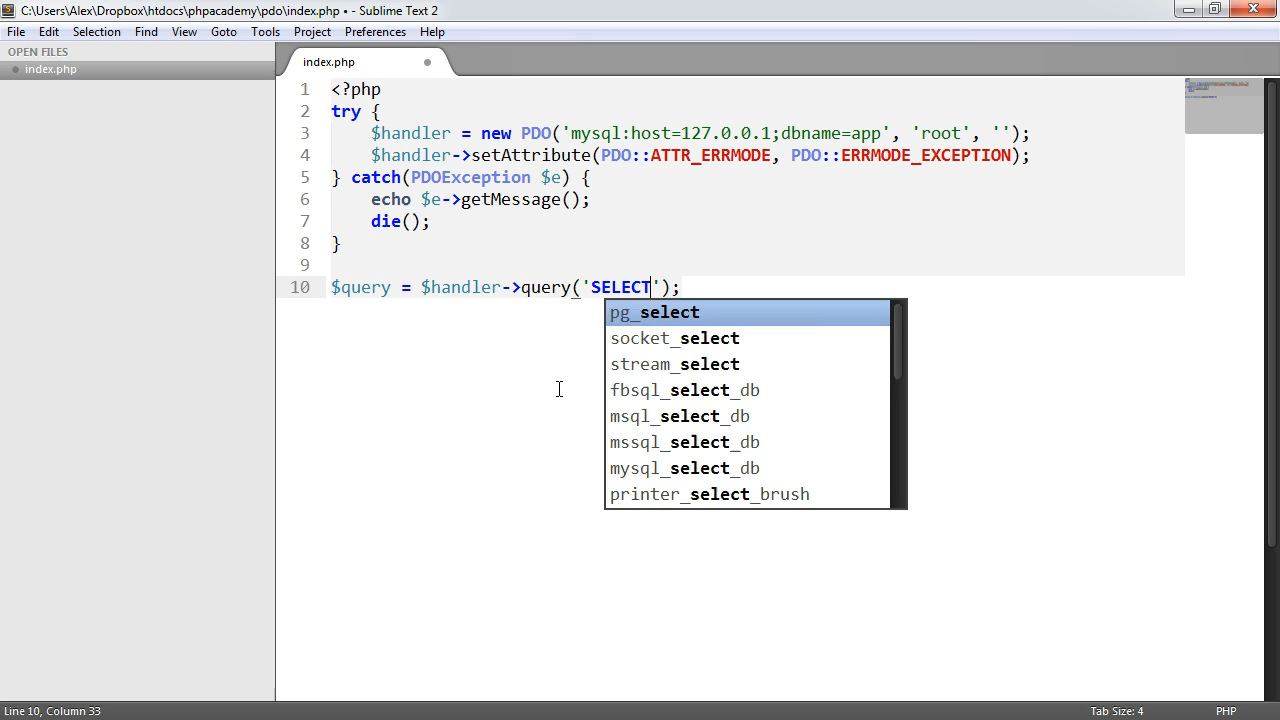 C:\Users\Alex\Dropbox\htdocs\phpacademy\pdo\index.php • - Sublime Text 2
File Edit Selection Find View Goto Tools Project Preferences Help
OPEN FILES
index.php
index.php
1 <?php
2 try {
3 $handler = new PDO('mysql:host=127.0.0.1;dbname=app', 'root', '');
4 $handler->setAttribute(PDO::ATTR_ERRMODE, PDO::ERRMODE_EXCEPTION);
5 } catch(PDOException $e) {
6 echo $e->getMessage();
7 die();
8 }
9
10 $query = $handler->query('SELECT');
pg_select
socket_select
stream_select
fbsql_select_db
msql_select_db
mssql_select_db
mysql_select_db
printer_select_brush
Line 10, Column 33 Tab Size: 4 PHP